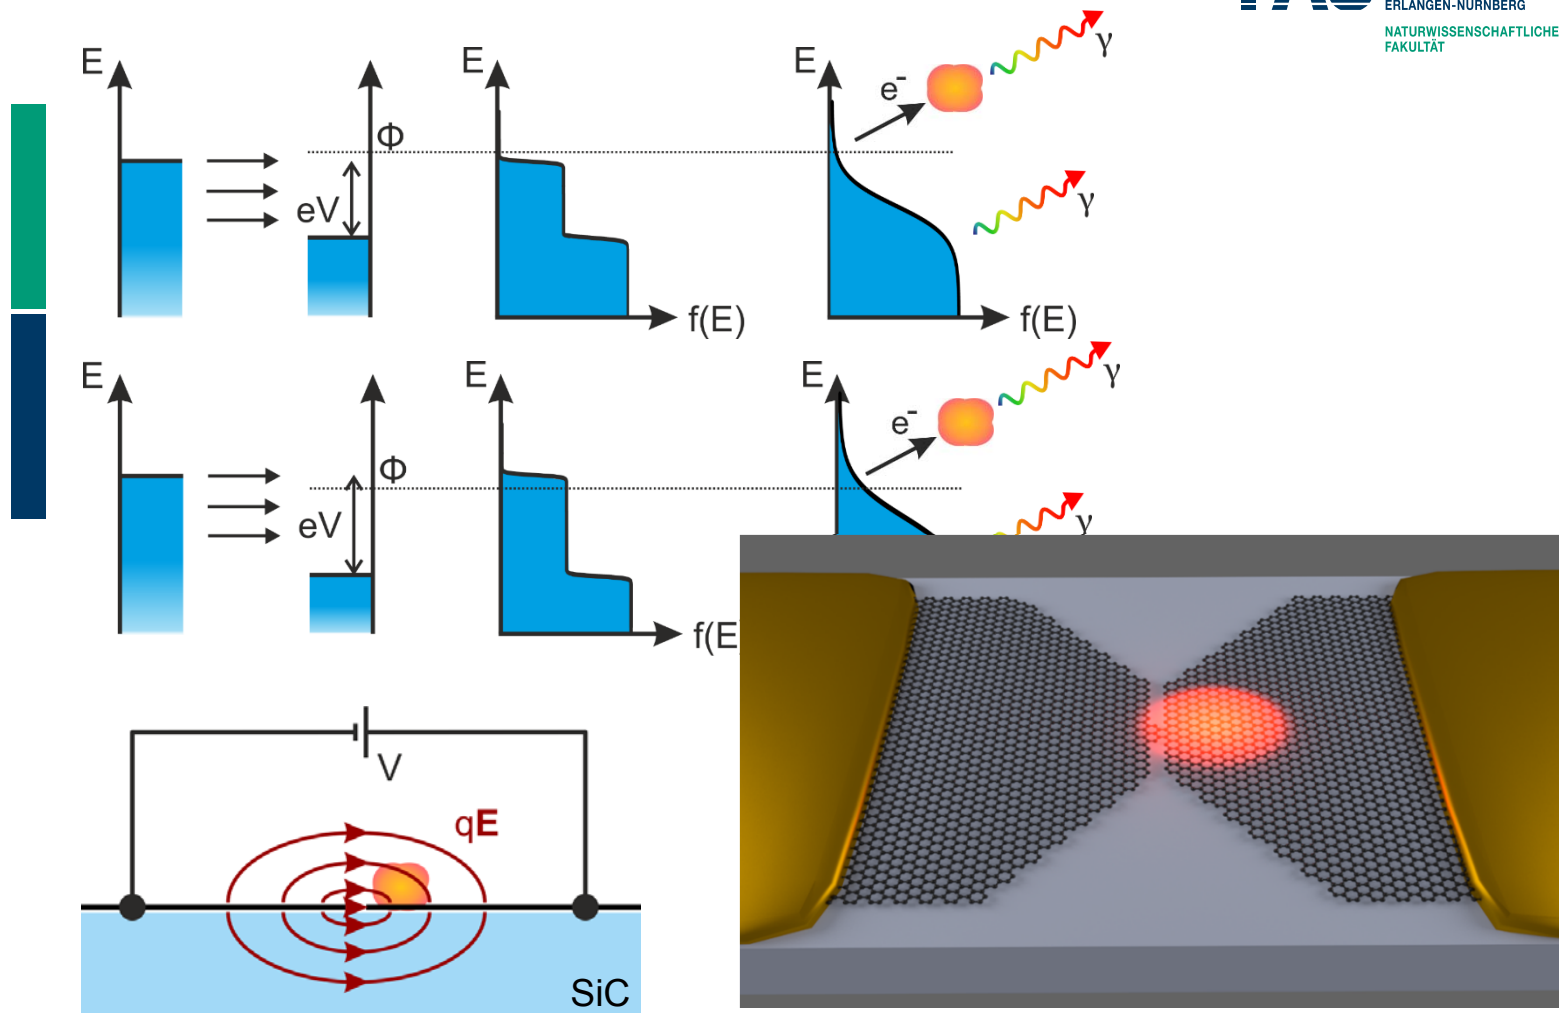 ERLANGEN-NÜRNBERG
NATURWISSENSCHAFTLICHE
FAKULTÄT
E
Φ
eV
E
f(E)
E
e⁻
γ
γ
f(E)
E
Φ
eV
E
f(E
E
e⁻
γ
γ
V
qE
SiC